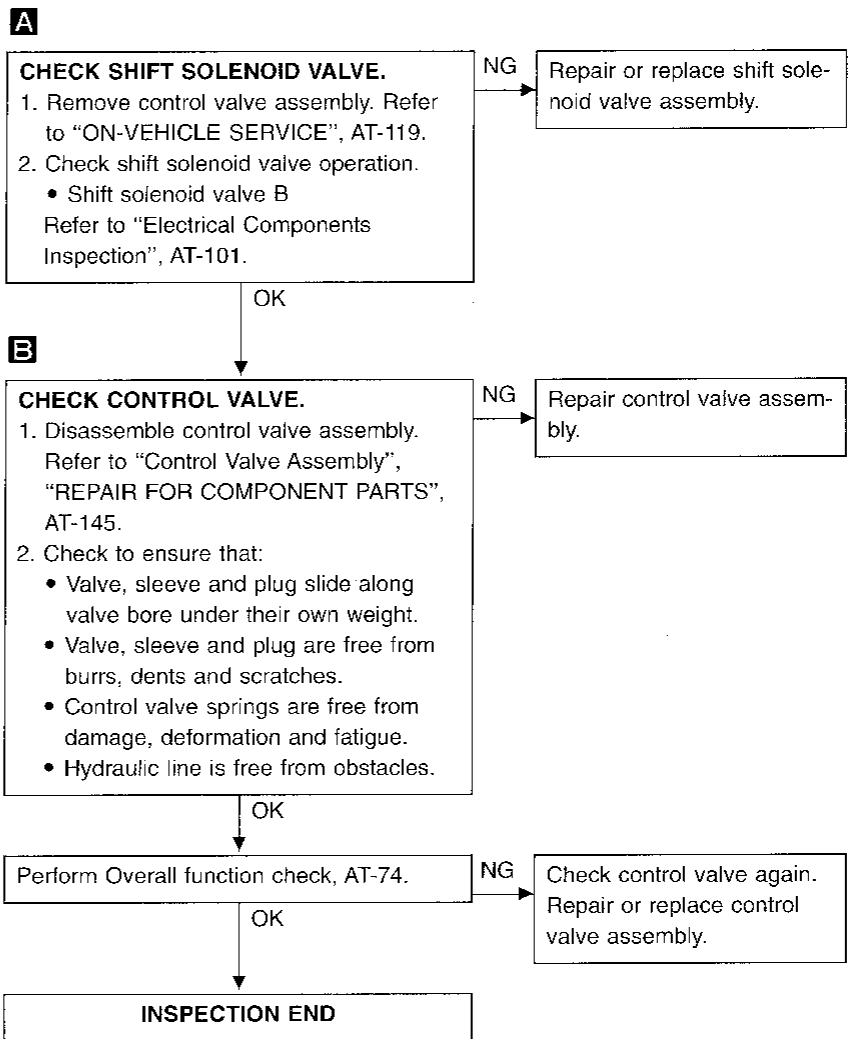 A
CHECK SHIFT SOLENOID VALVE.
1. Remove control valve assembly. Refer
to “ON-VEHICLE SERVICE”, AT-119.
2. Check shift solenoid valve operation.
• Shift solenoid valve B
Refer to “Electrical Components
Inspection”, AT-101.
NG
Repair or replace shift sole-
noid valve assembly.
OK
B
CHECK CONTROL VALVE.
1. Disassemble control valve assembly.
Refer to “Control Valve Assembly”,
“REPAIR FOR COMPONENT PARTS”,
AT-145.
2. Check to ensure that:
• Valve, sleeve and plug slide along
valve bore under their own weight.
• Valve, sleeve and plug are free from
burrs, dents and scratches.
• Control valve springs are free from
damage, deformation and fatigue.
• Hydraulic line is free from obstacles.
NG
Repair control valve assem-
bly.
OK
Perform Overall function check, AT-74.
NG
Check control valve again.
Repair or replace control
valve assembly.
OK
INSPECTION END